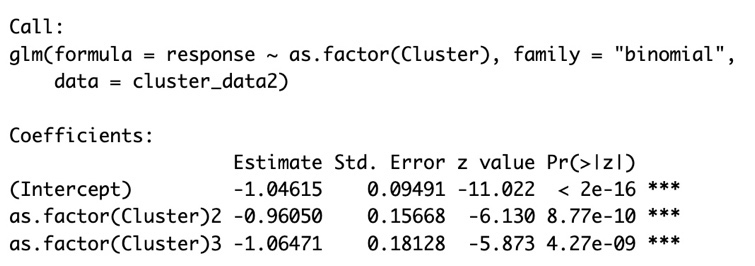 Call:
glm(formula = response ~ as.factor(Cluster), family = "binomial",
    data = cluster_data2)

Coefficients:
                    Estimate Std. Error z value Pr(>|z|)
(Intercept)         -1.04615    0.09491 -11.022  < 2e-16 ***
as.factor(Cluster)2 -0.96050    0.15668  -6.130 8.77e-10 ***
as.factor(Cluster)3 -1.06471    0.18128  -5.873 4.27e-09 ***